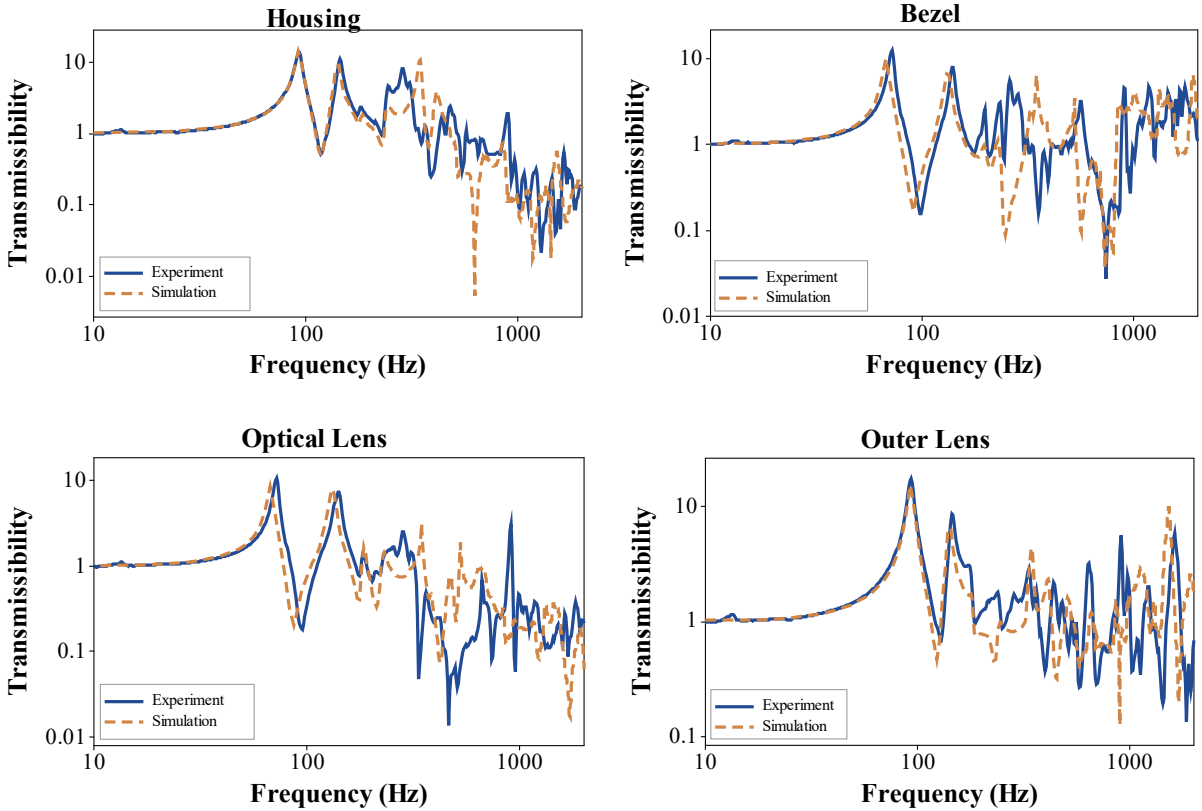 Housing
Transmissibility
10
1
0.1
0.01
Experiment
Simulation
10
100
1000
Frequency (Hz)
Bezel
Transmissibility
10
1
0.1
0.01
Experiment
Simulation
10
100
1000
Frequency (Hz)
Optical Lens
Transmissibility
10
1
0.1
0.01
Experiment
Simulation
10
100
1000
Frequency (Hz)
Outer Lens
Transmissibility
10
1
0.1
Experiment
Simulation
10
100
1000
Frequency (Hz)